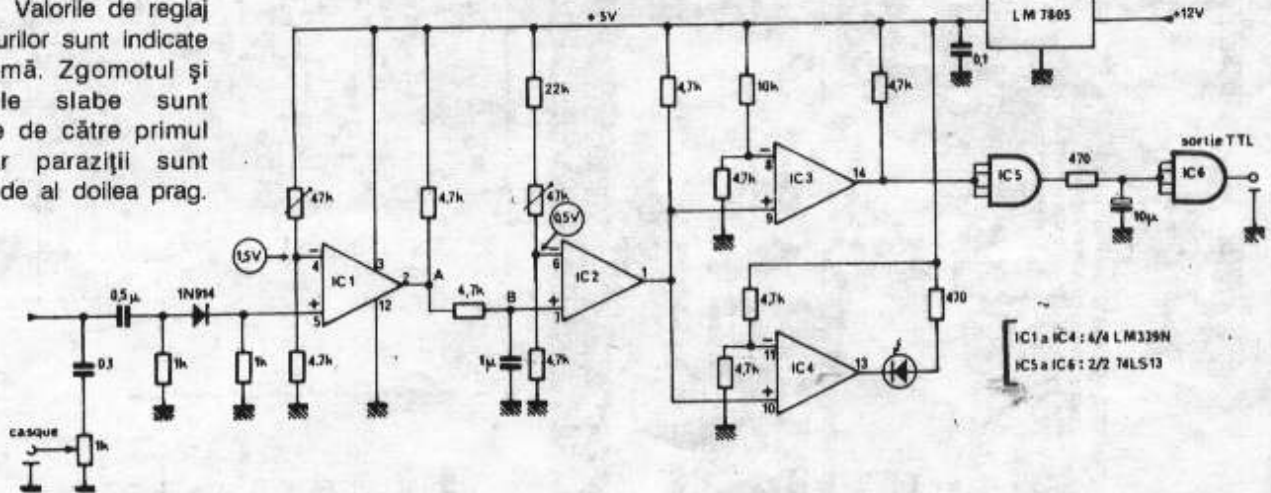 Valorile de reglaj
urilor sunt indicate
mă. Zgomotul și
le slabe sunt
e de către primul
r paraziții sunt
de al doilea prag.
+ 5V
LM 7805
+12V
0,1
22k
4,7k
10k
4,7k
sortie TTL
47k
4,7k
47k
0,5V
1,5V
4,7k
8
IC 3
14
9
IC 5
470
IC6
10µ
4
IC 1
3
2
A
12
5
6
IC 2
1
7
4,7k
B
0,5 µ
1N914
1k
1k
4,7k
1µ
4,7k
4,7k
470
4,7k
11
IC 4
13
10
IC1 a IC4 : 4/4 LM339N
IC5 a IC6 : 2/2 74LS13
0,1
casque
1k